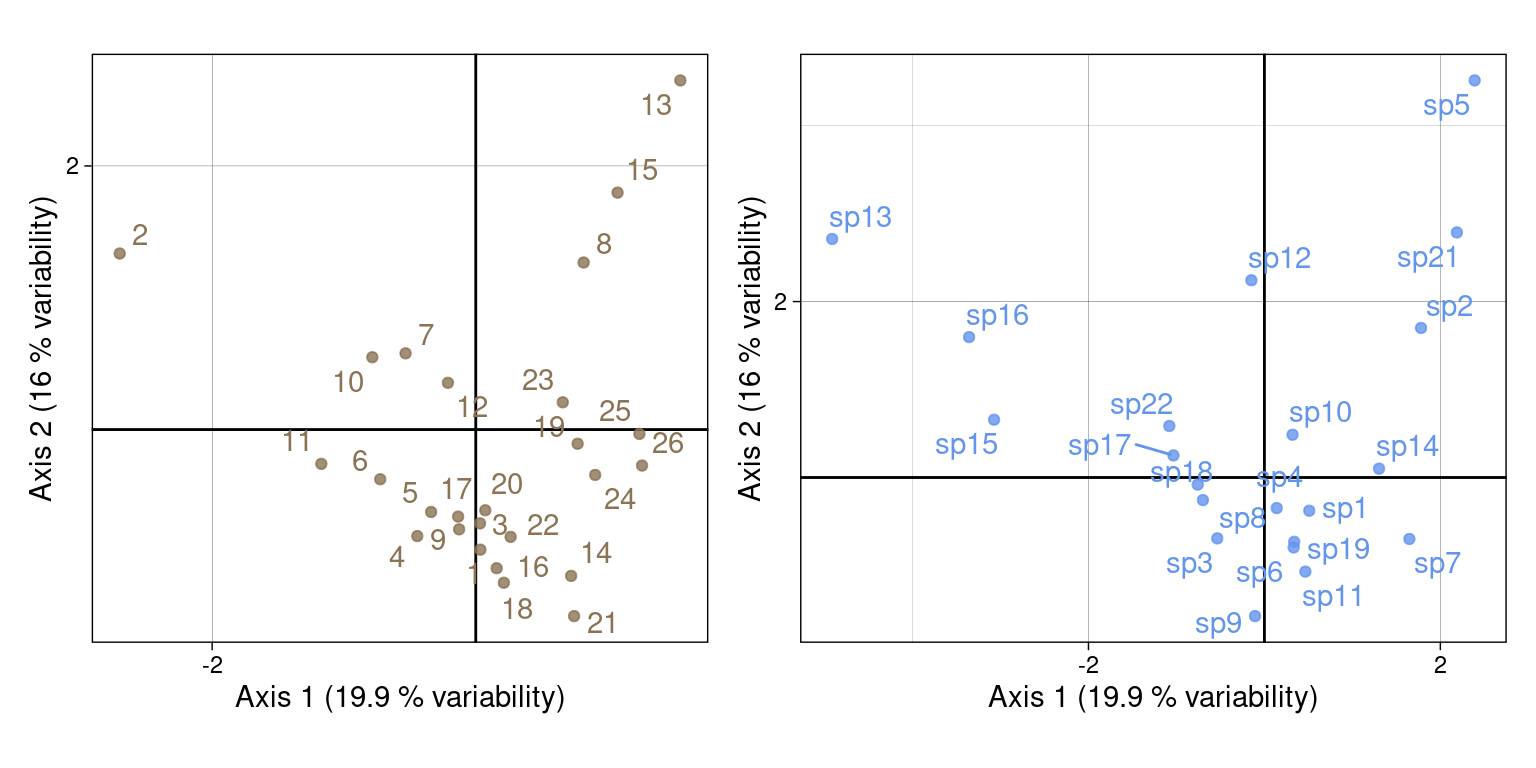 13
15
2
8
7
10
12
23
25
19
26
11
6
24
5
17
20
3
22
9
4
14
1
16
18
21
2
-2
Axis 1 (19.9 % variability)
Axis 2 (16 % variability)
sp5
sp13
sp12
sp21
sp16
sp2
sp22
sp10
sp17
sp15
sp14
sp18
sp4
sp8
sp1
sp3
sp19
sp6
sp7
sp11
sp9
2
-2
2
Axis 1 (19.9 % variability)
Axis 2 (16 % variability)